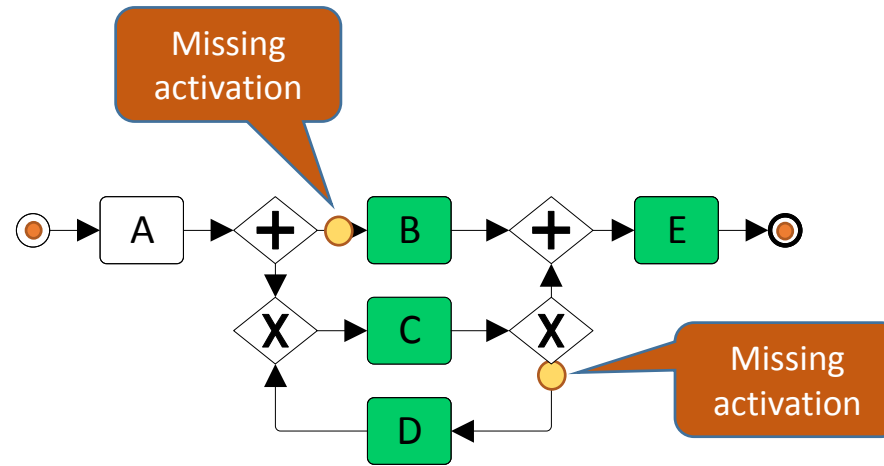 Missing
activation
A
+
B
+
E
X
C
X
Missing
activation
D